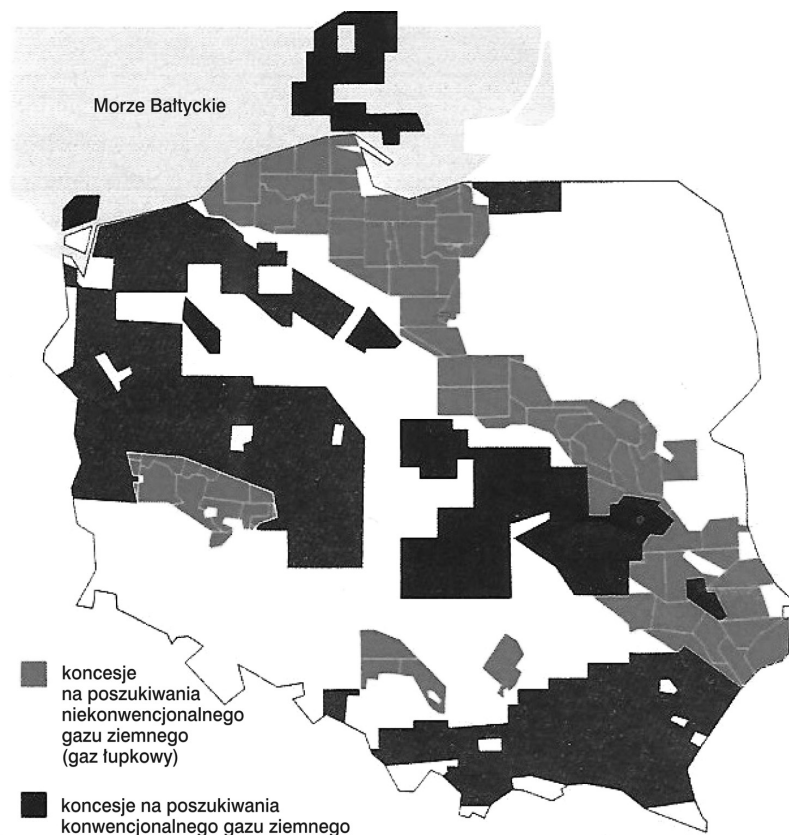 Morze Bałtyckie
koncesje
na poszukiwania
niekonwencjonalnego
gazu ziemnego
(gaz łupkowy)
koncesje na poszukiwania
konwencjonalnego gazu ziemnego